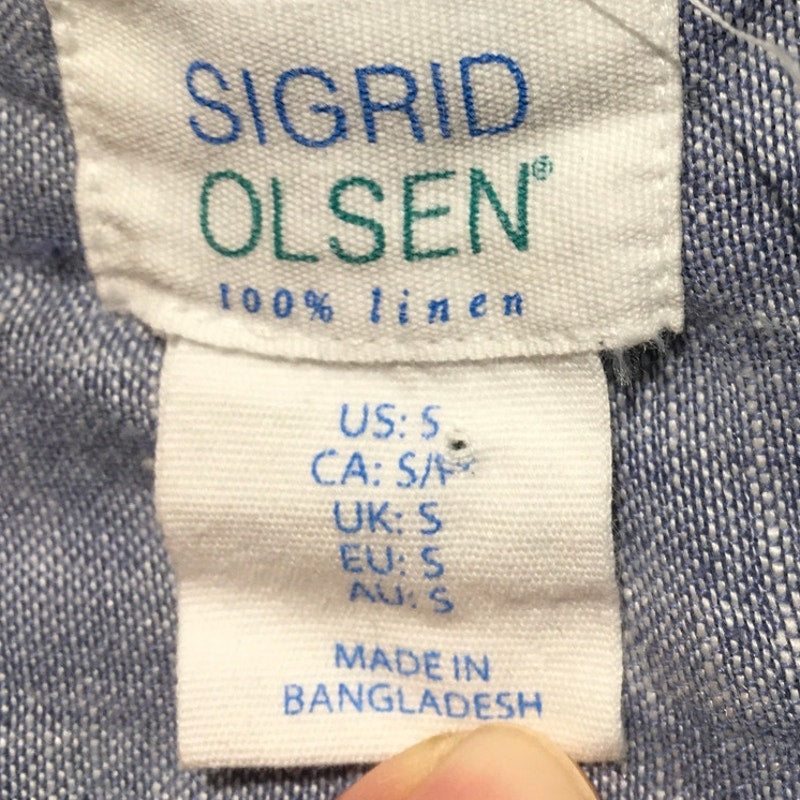 SIGRID
OLSEN®
100% linen
US: S
CA: S/P
UK: S
EU: S
AU: S
MADE IN
BANGLADESH